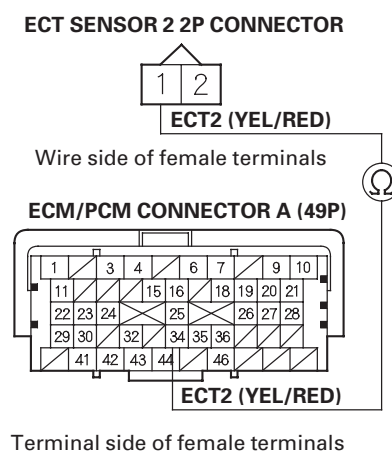 ECT SENSOR 2 2P CONNECTOR
1 2
ECT2 (YEL/RED)
Wire side of female terminals
Ω
ECM/PCM CONNECTOR A (49P)
1 3 4 6 7 9 10
11 15 16 18 19 20 21
22 23 24 25 26 27 28
29 30 32 34 35 36
41 42 43 44 46
ECT2 (YEL/RED)
Terminal side of female terminals